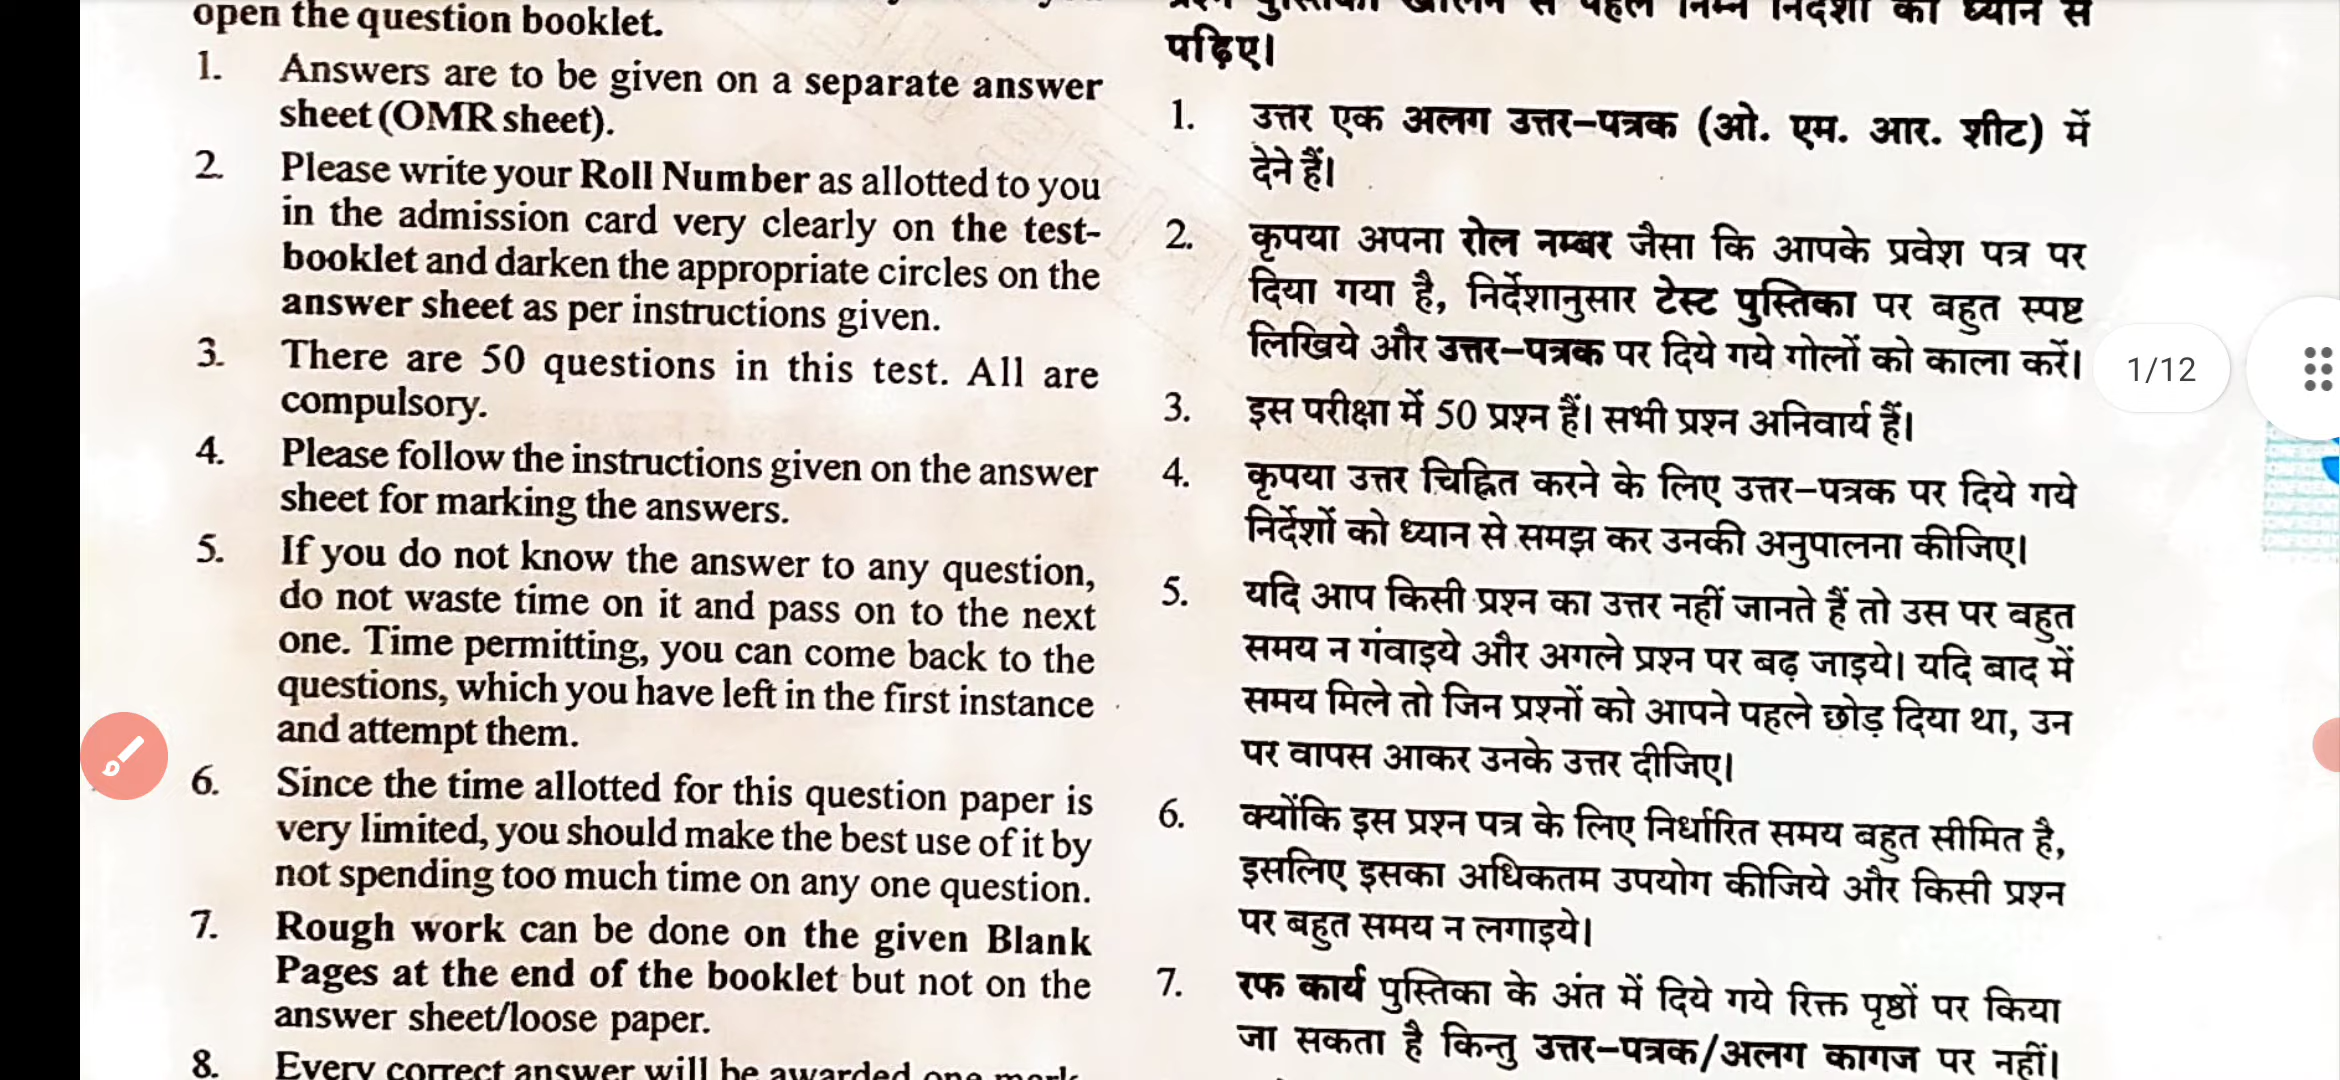 open the question booklet.
1. Answers are to be given on a separate answer
sheet (OMR sheet).
2. Please write your Roll Number as allotted to you
in the admission card very clearly on the test-
booklet and darken the appropriate circles on the
answer sheet as per instructions given.
3. There are 50 questions in this test. All are
compulsory.
4. Please follow the instructions given on the answer
sheet for marking the answers.
5. If you do not know the answer to any question,
do not waste time on it and pass on to the next
one. Time permitting, you can come back to the
questions, which you have left in the first instance
and attempt them.
6. Since the time allotted for this question paper is
very limited, you should make the best use of it by
not spending too much time on any one question.
7. Rough work can be done on the given Blank
Pages at the end of the booklet but not on the
answer sheet/loose paper.
8. Every correct answer will be awarded one mark.
प्रश्न पुस्तिका खोलने से पहले निम्न निर्देशों को ध्यान से
पढ़िए।
1. उत्तर एक अलग उत्तर-पत्रक (ओ. एम. आर. शीट) में
देने हैं।
2. कृपया अपना रोल नम्बर जैसा कि आपके प्रवेश पत्र पर
दिया गया है, निर्देशानुसार टेस्ट पुस्तिका पर बहुत स्पष्ट
लिखिये और उत्तर-पत्रक पर दिये गये गोलों को काला करें।
3. इस परीक्षा में 50 प्रश्न हैं। सभी प्रश्न अनिवार्य हैं।
4. कृपया उत्तर चिह्नित करने के लिए उत्तर-पत्रक पर दिये गये
निर्देशों को ध्यान से समझ कर उनकी अनुपालना कीजिए।
5. यदि आप किसी प्रश्न का उत्तर नहीं जानते हैं तो उस पर बहुत
समय न गंवाइये और अगले प्रश्न पर बढ़ जाइये। यदि बाद में
समय मिले तो जिन प्रश्नों को आपने पहले छोड़ दिया था, उन
पर वापस आकर उनके उत्तर दीजिए।
6. क्योंकि इस प्रश्न पत्र के लिए निर्धारित समय बहुत सीमित है,
इसलिए इसका अधिकतम उपयोग कीजिये और किसी प्रश्न
पर बहुत समय न लगाइये।
7. रफ कार्य पुस्तिका के अंत में दिये गये रिक्त पृष्ठों पर किया
जा सकता है किन्तु उत्तर-पत्रक/अलग कागज पर नहीं।
1/12